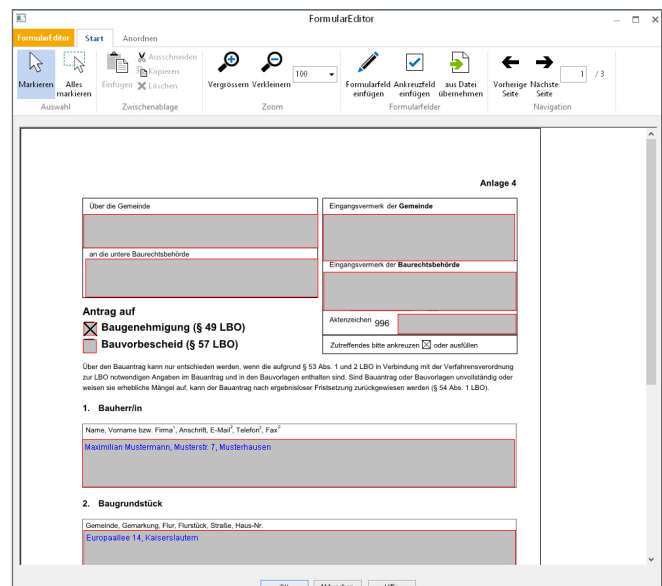 FormularEditor
FormularEditor Start Anordnen
Markieren
Alles markieren
Auswahl
Einfügen
Ausschneiden
Kopieren
Löschen
Zwischenablage
Vergrössern Verkleinern
100
Zoom
Formularfeld einfügen
Ankreuzfeld einfügen
aus Datei übernehmen
Formularfelder
Vorherige Seite
Nächste Seite
1 / 3
Navigation
Anlage 4
Über die Gemeinde
an die untere Baurechtsbehörde
Eingangsvermerk der Gemeinde
Eingangsvermerk der Baurechtsbehörde
Aktenzeichen 996
Zutreffendes bitte ankreuzen ☒ oder ausfüllen
Antrag auf
Baugenehmigung (§ 49 LBO)
Bauvorbescheid (§ 57 LBO)
Über den Bauantrag kann nur entschieden werden, wenn die aufgrund § 53 Abs. 1 und 2 LBO in Verbindung mit der Verfahrensverordnung
zur LBO notwendigen Angaben im Bauantrag und in den Bauvorlagen enthalten sind. Sind Bauantrag oder Bauvorlagen unvollständig oder
weisen sie erhebliche Mängel auf, kann der Bauantrag nach ergebnisloser Fristsetzung zurückgewiesen werden (§ 54 Abs. 1 LBO).
1. Bauherr/in
Name, Vorname bzw. Firma¹, Anschrift, E-Mail², Telefon², Fax²
Maximilian Mustermann, Musterstr. 7, Musterhausen
2. Baugrundstück
Gemeinde, Gemarkung, Flur, Flurstück, Straße, Haus-Nr.
Europaallee 14, Kaiserslautern